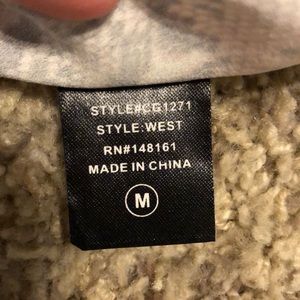 STYLE#CG1271
STYLE:WEST
RN#148161
MADE IN CHINA
M